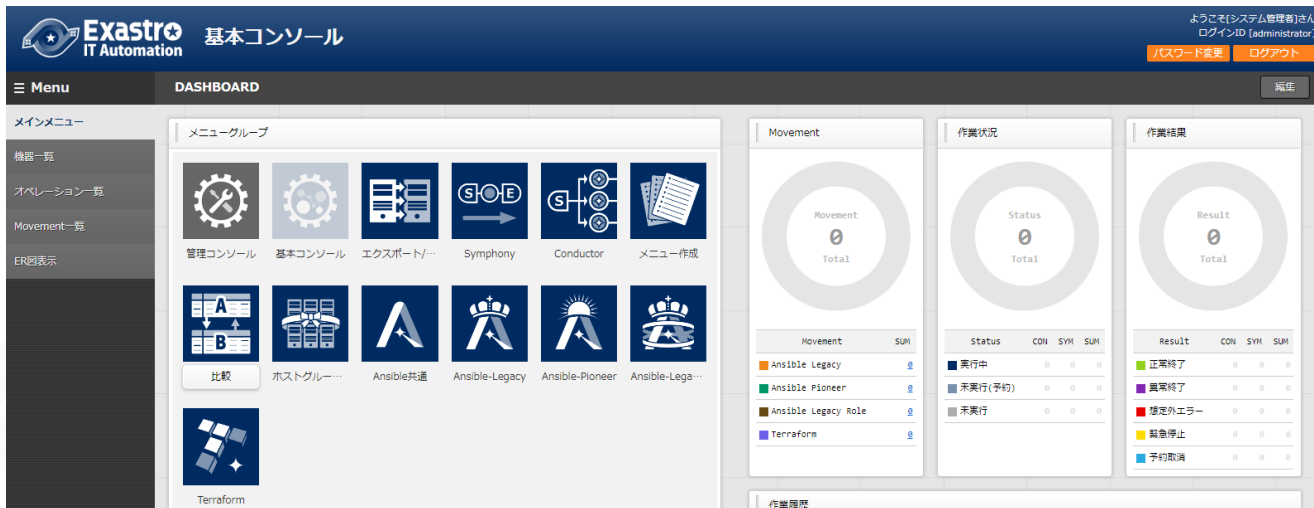 Exastro
IT Automation
基本コンソール
ようこそ[システム管理者]さん
ログインID [administrator]
パスワード変更
ログアウト
Menu
DASHBOARD
編集
メインメニュー
機器一覧
オペレーション一覧
Movement一覧
ER図表示
メニューグループ
管理コンソール
基本コンソール
エクスポート/…
S E
Symphony
C
Conductor
メニュー作成
A
B
比較
ホストグルー…
Ansible共通
Ansible-Legacy
Ansible-Pioneer
Ansible-Lega…
Terraform
Movement
Movement
0
Total
Movement SUM
Ansible Legacy 0
Ansible Pioneer 0
Ansible Legacy Role 0
Terraform 0
作業状況
Status
0
Total
Status CON SYM SUM
実行中 0 0 0
未実行(予約) 0 0 0
未実行 0 0 0
作業結果
Result
0
Total
Result CON SYM SUM
正常終了 0 0 0
異常終了 0 0 0
想定外エラー 0 0 0
緊急停止 0 0 0
予約取消 0 0 0
作業履歴